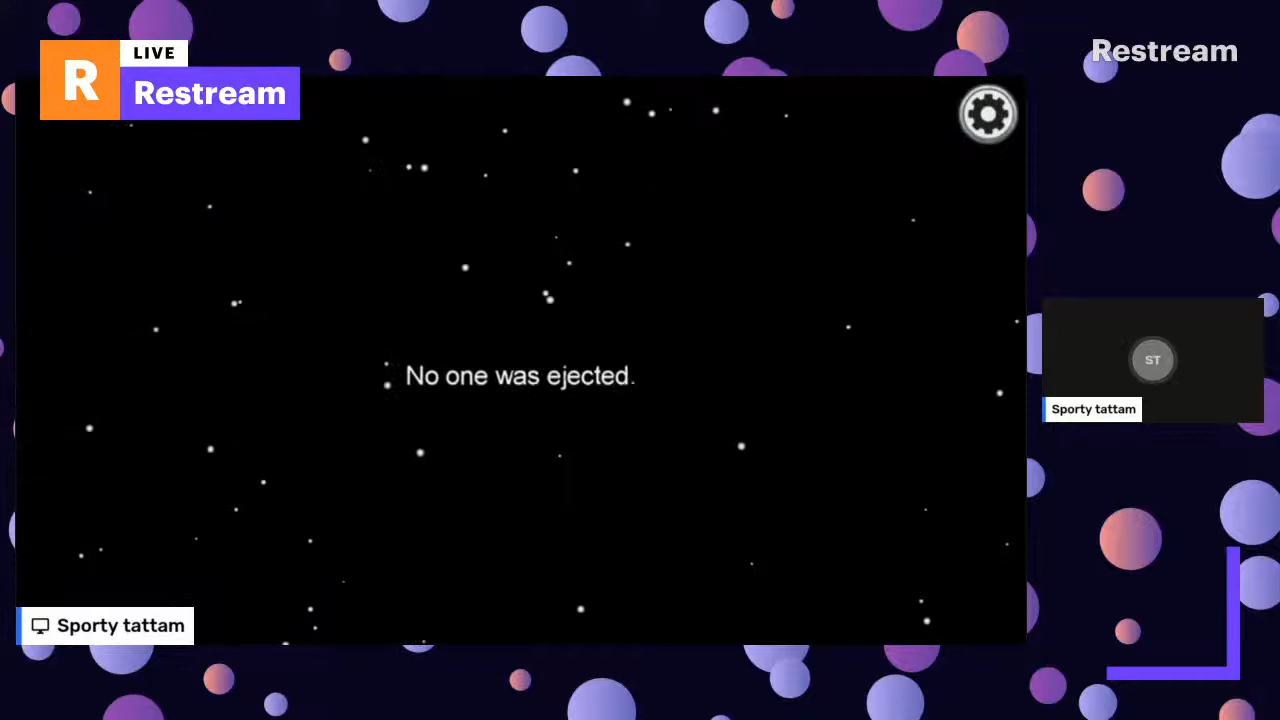 R
LIVE
Restream
Restream
No one was ejected.
ST
Sporty tattam
Sporty tattam